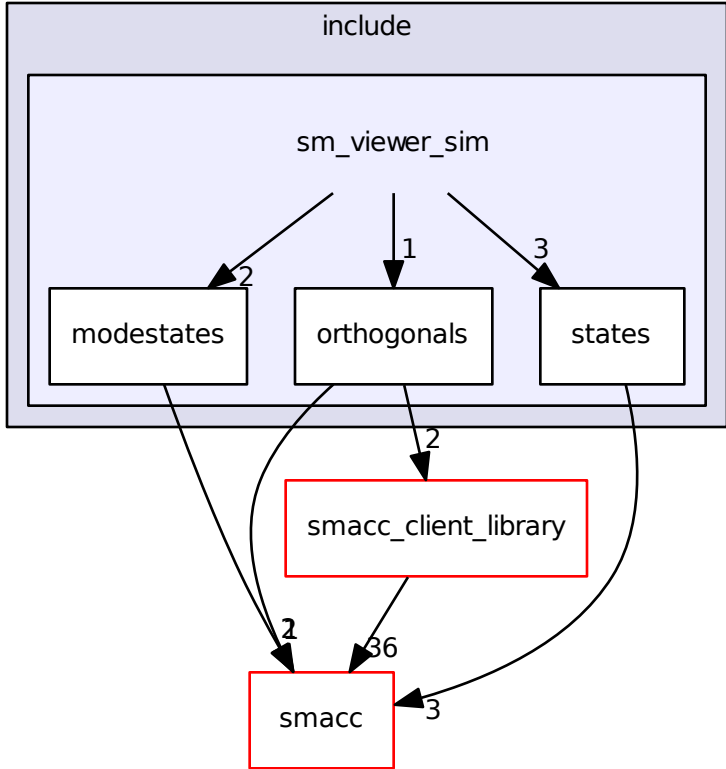 include
sm_viewer_sim
2
1
3
modestates
orthogonals
states
2
smacc_client_library
36
3
smacc